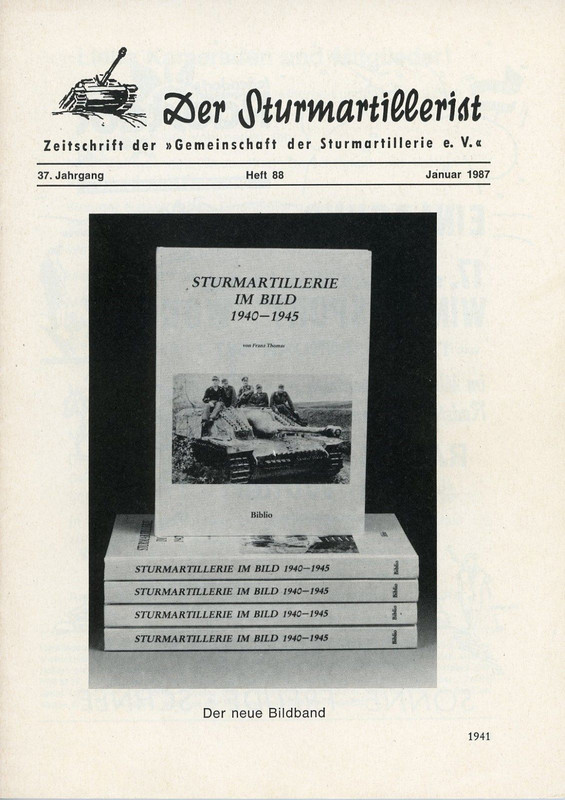 Der Sturmartillerist
Zeitschrift der »Gemeinschaft der Sturmartillerie e. V.«
37. Jahrgang Heft 88 Januar 1987
STURMARTILLERIE
IM BILD
1940–1945
von Franz Thomas
Biblio
STURMARTILLERIE IM BILD 1940–1945 Biblio
STURMARTILLERIE IM BILD 1940–1945 Biblio
STURMARTILLERIE IM BILD 1940–1945 Biblio
STURMARTILLERIE IM BILD 1940–1945 Biblio
Der neue Bildband
1941